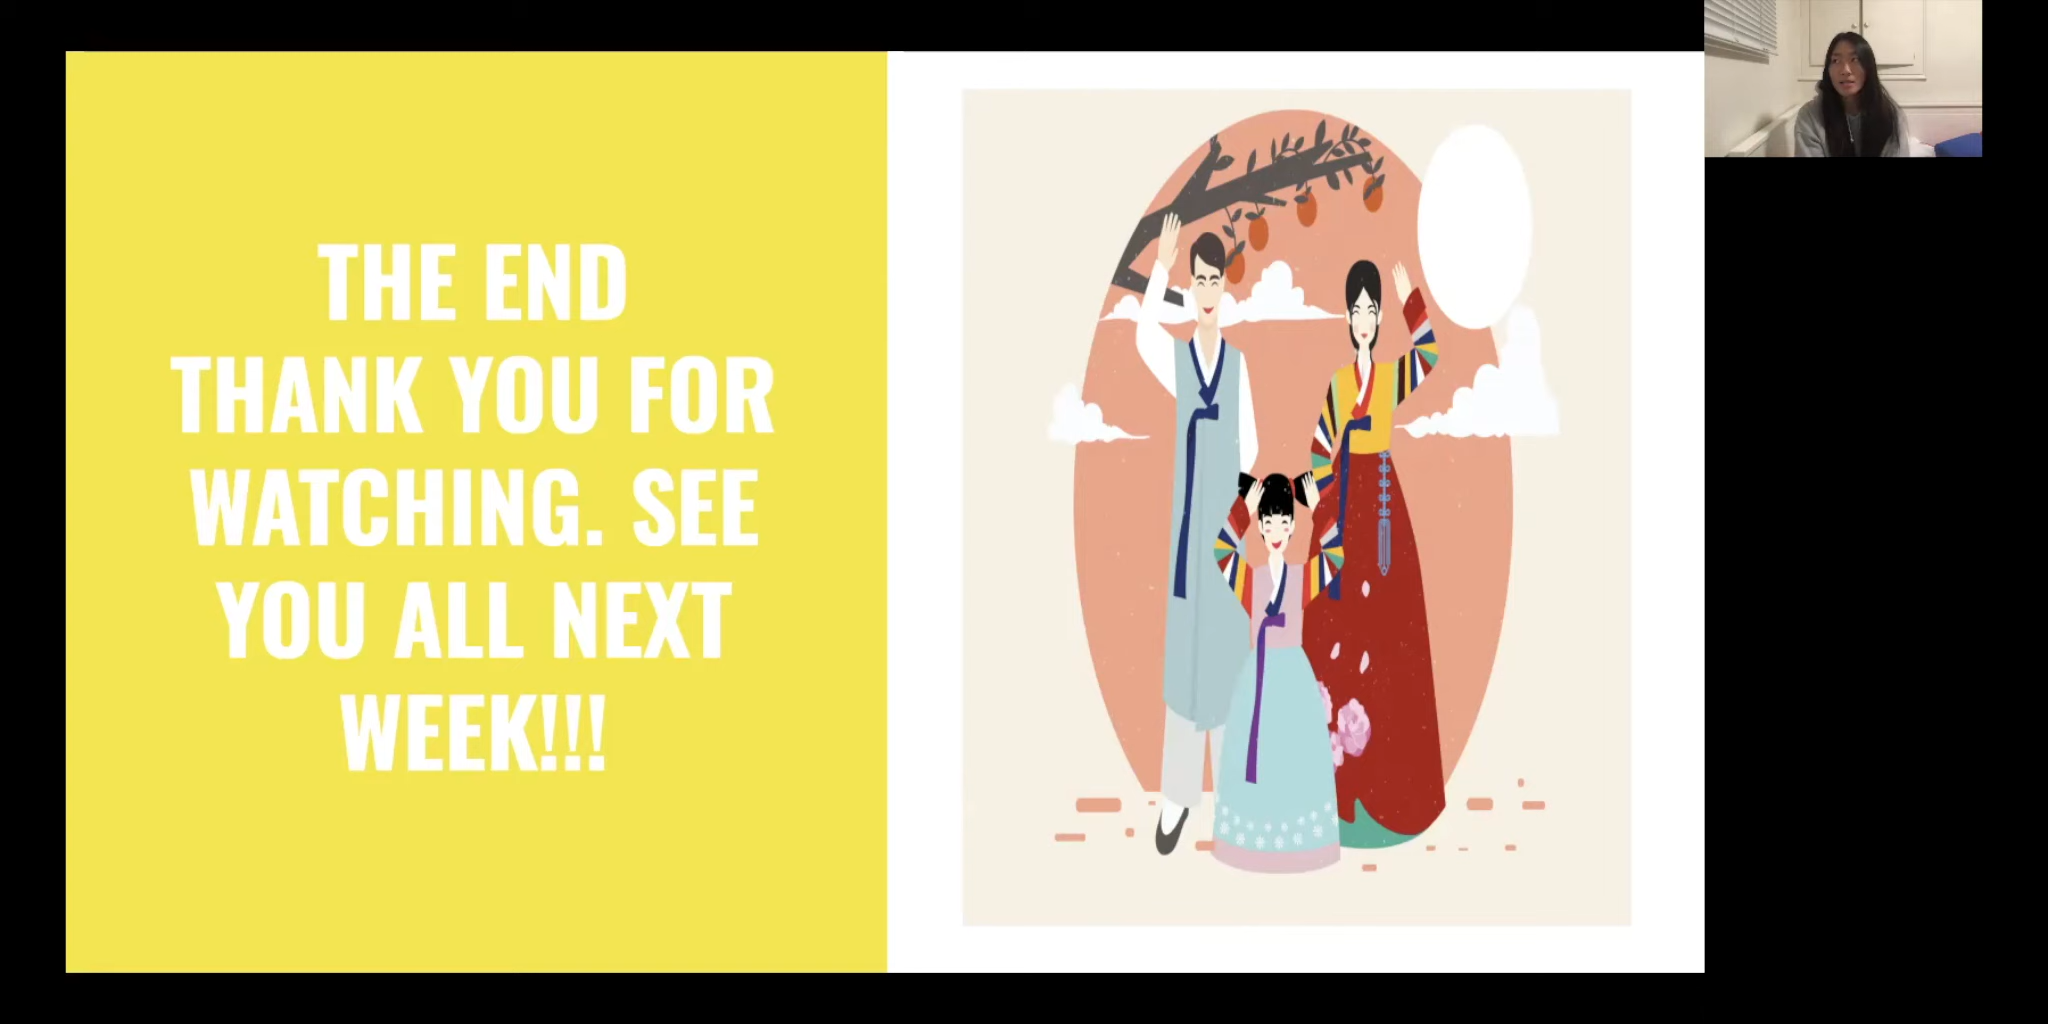 THE END
THANK YOU FOR
WATCHING. SEE
YOU ALL NEXT
WEEK!!!